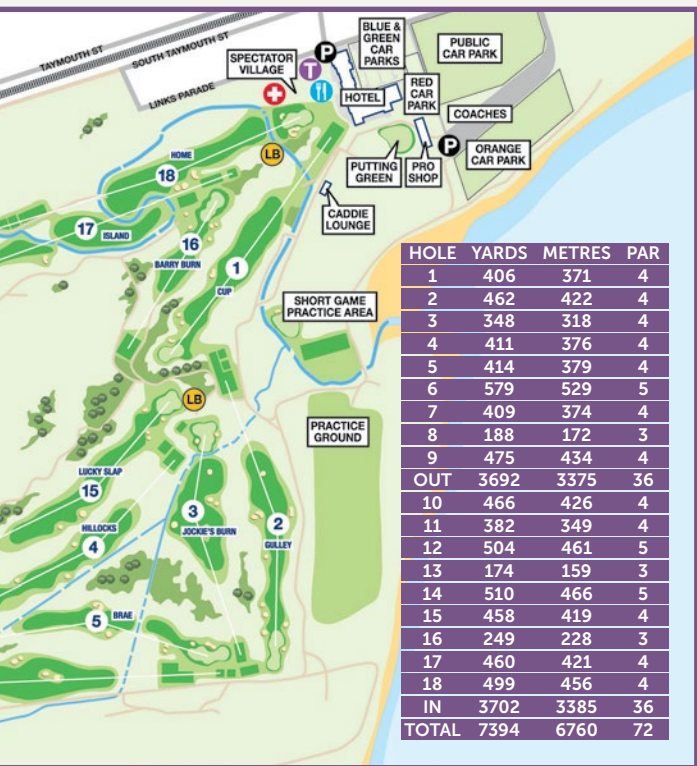 TAYMOUTH ST
SOUTH TAYMOUTH ST
LINKS PARADE
SPECTATOR
VILLAGE
P
T
BLUE &
GREEN
CAR
PARKS
PUBLIC
CAR PARK
HOTEL
RED
CAR
PARK
COACHES
P
ORANGE
CAR PARK
PUTTING
GREEN
PRO
SHOP
CADDIE
LOUNGE
LB
HOME
18
17 ISLAND
16
BARRY BURN
1
CUP
SHORT GAME
PRACTICE AREA
LB
PRACTICE
GROUND
LUCKY SLAP
15
HILLOCKS
4
3
JOCKIE'S BURN
2
GULLEY
5 BRAE
HOLE YARDS METRES PAR
1 406 371 4
2 462 422 4
3 348 318 4
4 411 376 4
5 414 379 4
6 579 529 5
7 409 374 4
8 188 172 3
9 475 434 4
OUT 3692 3375 36
10 466 426 4
11 382 349 4
12 504 461 5
13 174 159 3
14 510 466 5
15 458 419 4
16 249 228 3
17 460 421 4
18 499 456 4
IN 3702 3385 36
TOTAL 7394 6760 72